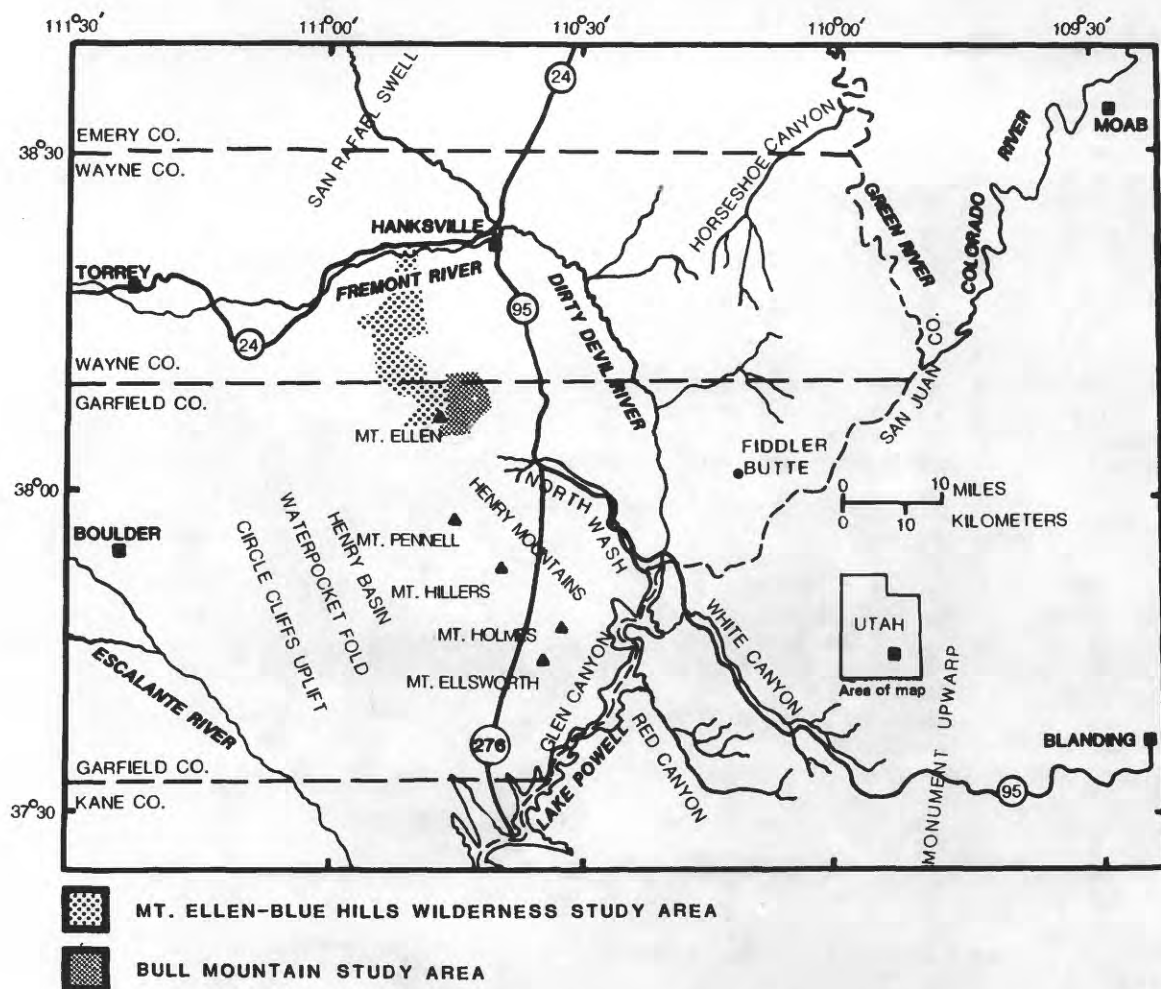 111°30'
111°00'
110°30'
110°00'
109°30'
24
SAN RAFAEL SWELL
EMERY CO.
38°30'
WAYNE CO.
HORSESHOE CANYON
MOAB
GREEN RIVER
COLORADO RIVER
HANKSVILLE
TORREY
FREMONT RIVER
24
95
DIRTY DEVIL RIVER
WAYNE CO.
GARFIELD CO.
SAN JUAN CO.
MT. ELLEN
FIDDLER
BUTTE
38°00'
NORTH WASH
0 10 MILES
0 10 KILOMETERS
BOULDER
HENRY MOUNTAINS
MT. PENNELL
HENRY BASIN
WATERPOCKET FOLD
CIRCLE CLIFFS UPLIFT
MT. HILLERS
MT. HOLMES
MT. ELLSWORTH
UTAH
Area of map
ESCALANTE RIVER
GLEN CANYON
WHITE CANYON
RED CANYON
LAKE POWELL
MONUMENT UPWARP
BLANDING
276
95
GARFIELD CO.
KANE CO.
37°30'
MT. ELLEN-BLUE HILLS WILDERNESS STUDY AREA
BULL MOUNTAIN STUDY AREA